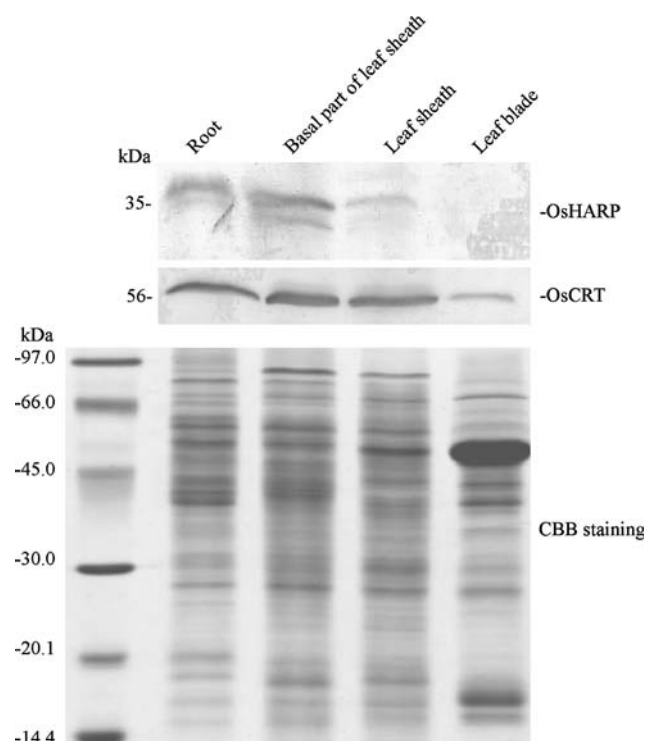 Root
Basal part of leaf sheath
Leaf sheath
Leaf blade
kDa
35-
-OsHARP
56-
-OsCRT
kDa
-97.0
-66.0
-45.0
-30.0
-20.1
-14.4
CBB staining